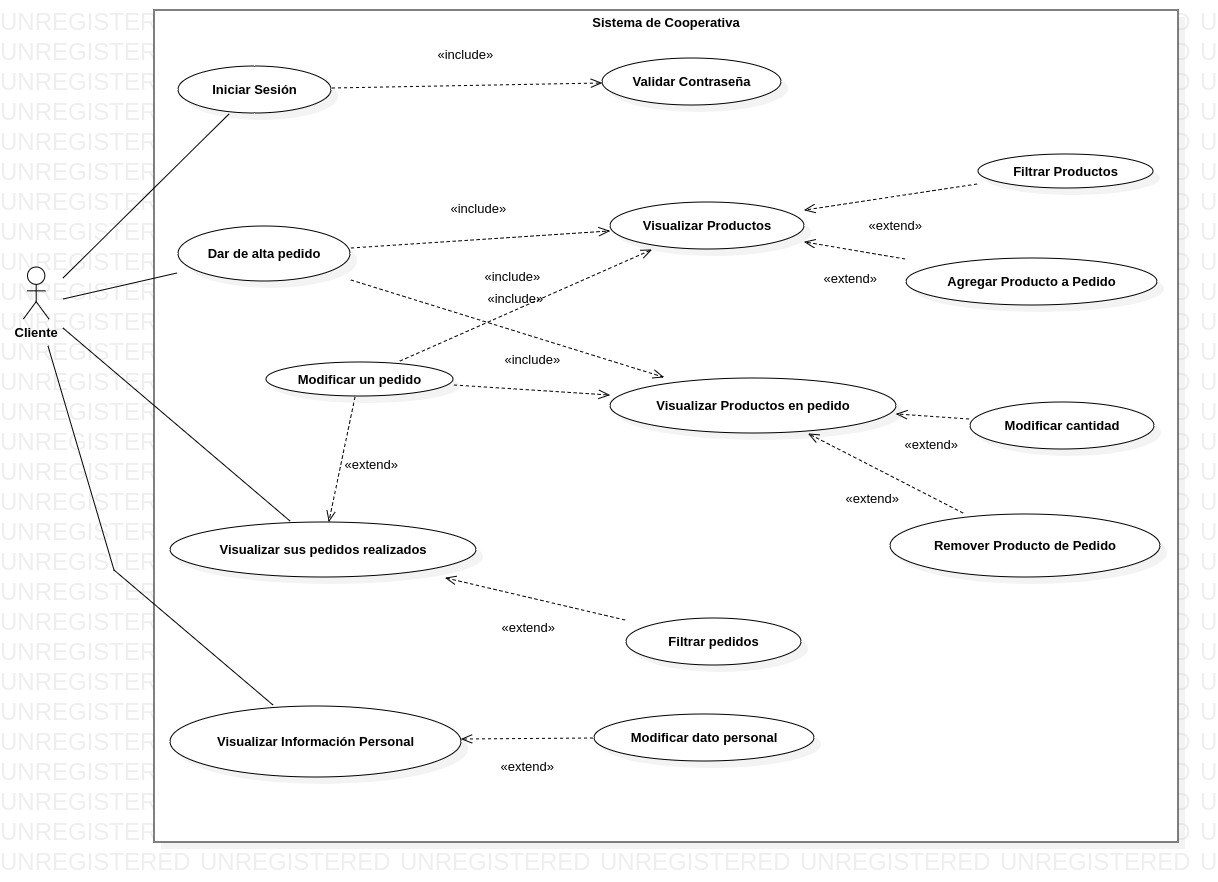 Sistema de Cooperativa
«include»
Iniciar Sesión
Validar Contraseña
Filtrar Productos
«include»
Visualizar Productos
«extend»
Dar de alta pedido
«include»
«extend»
Agregar Producto a Pedido
«include»
Cliente
«include»
Modificar un pedido
Visualizar Productos en pedido
Modificar cantidad
«extend»
«extend»
«extend»
Visualizar sus pedidos realizados
Remover Producto de Pedido
«extend»
Filtrar pedidos
Visualizar Información Personal
Modificar dato personal
«extend»
UNREGISTERED UNREGISTERED UNREGISTERED UNREGISTERED UNREGISTERED UNREGISTERED U